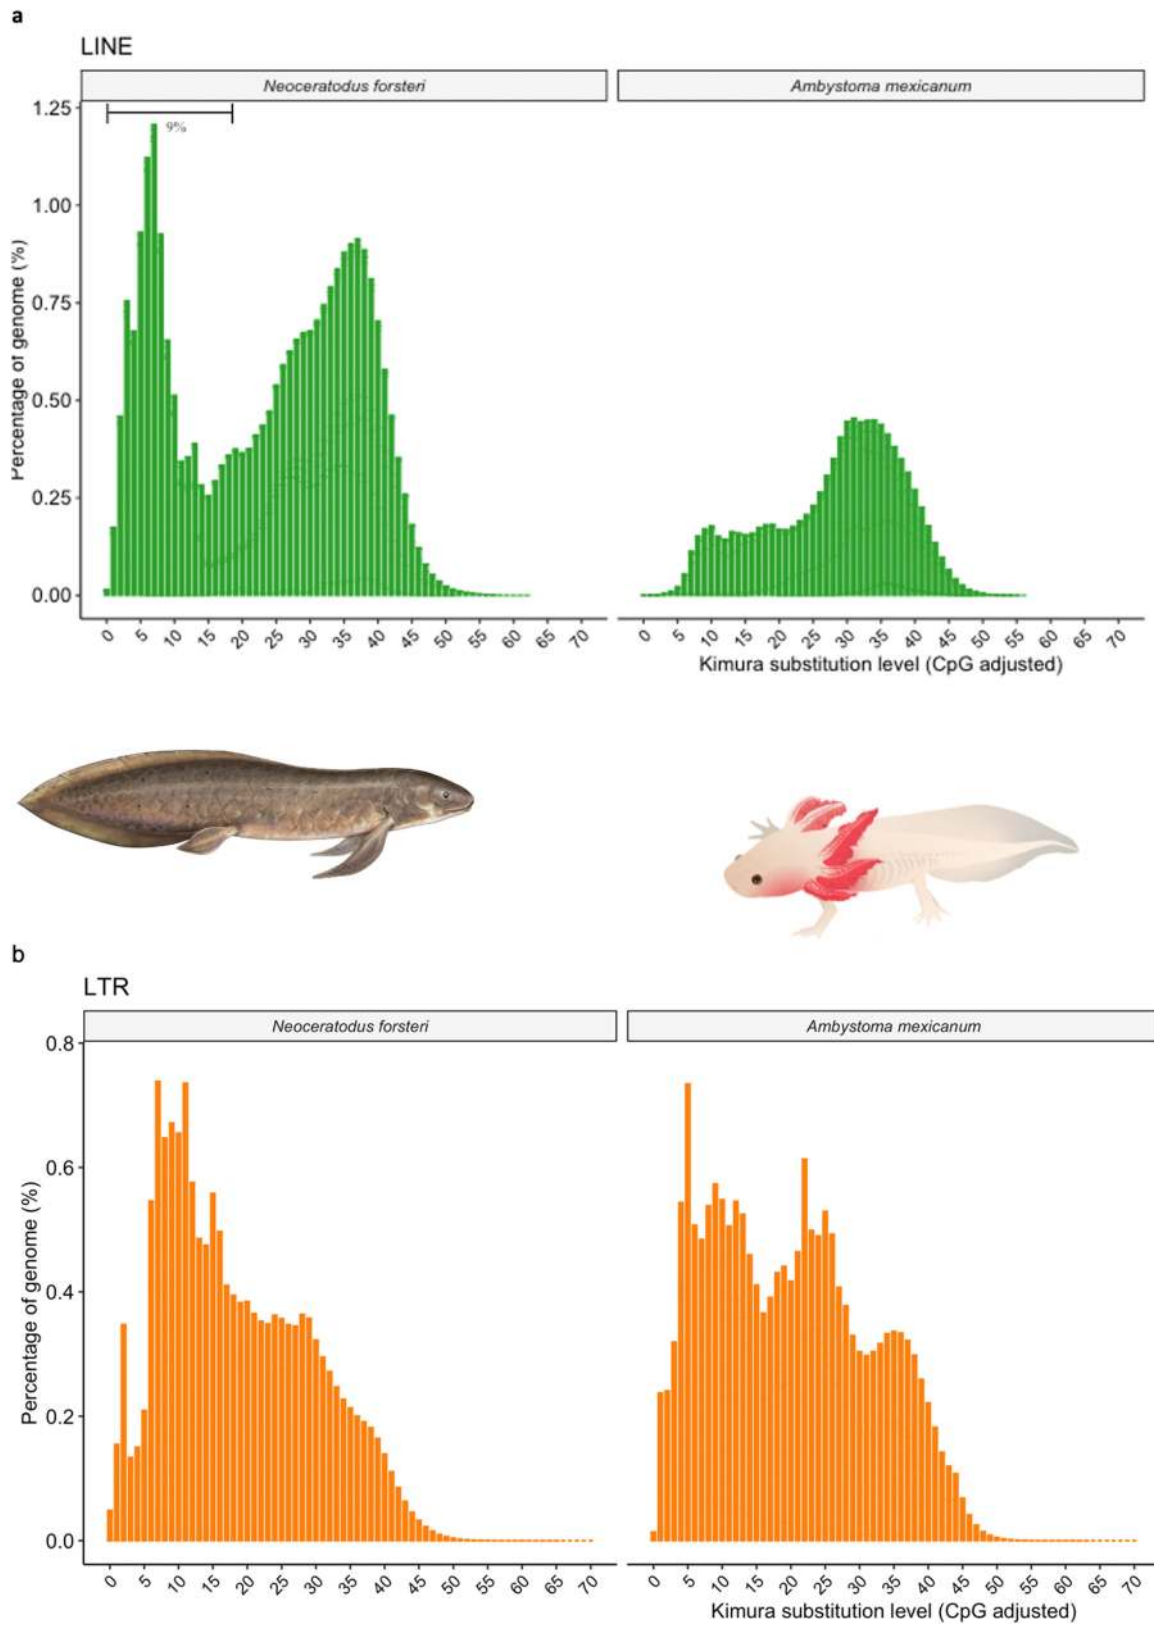 a
LINE
Neoceratodus forsteri
Ambystoma mexicanum
9%
Percentage of genome (%)
1.25
1.00
0.75
0.50
0.25
0.00
0 5 10 15 20 25 30 35 40 45 50 55 60 65 70
0 5 10 15 20 25 30 35 40 45 50 55 60 65 70
Kimura substitution level (CpG adjusted)
b
LTR
Neoceratodus forsteri
Ambystoma mexicanum
Percentage of genome (%)
0.8
0.6
0.4
0.2
0.0
0 5 10 15 20 25 30 35 40 45 50 55 60 65 70
0 5 10 15 20 25 30 35 40 45 50 55 60 65 70
Kimura substitution level (CpG adjusted)